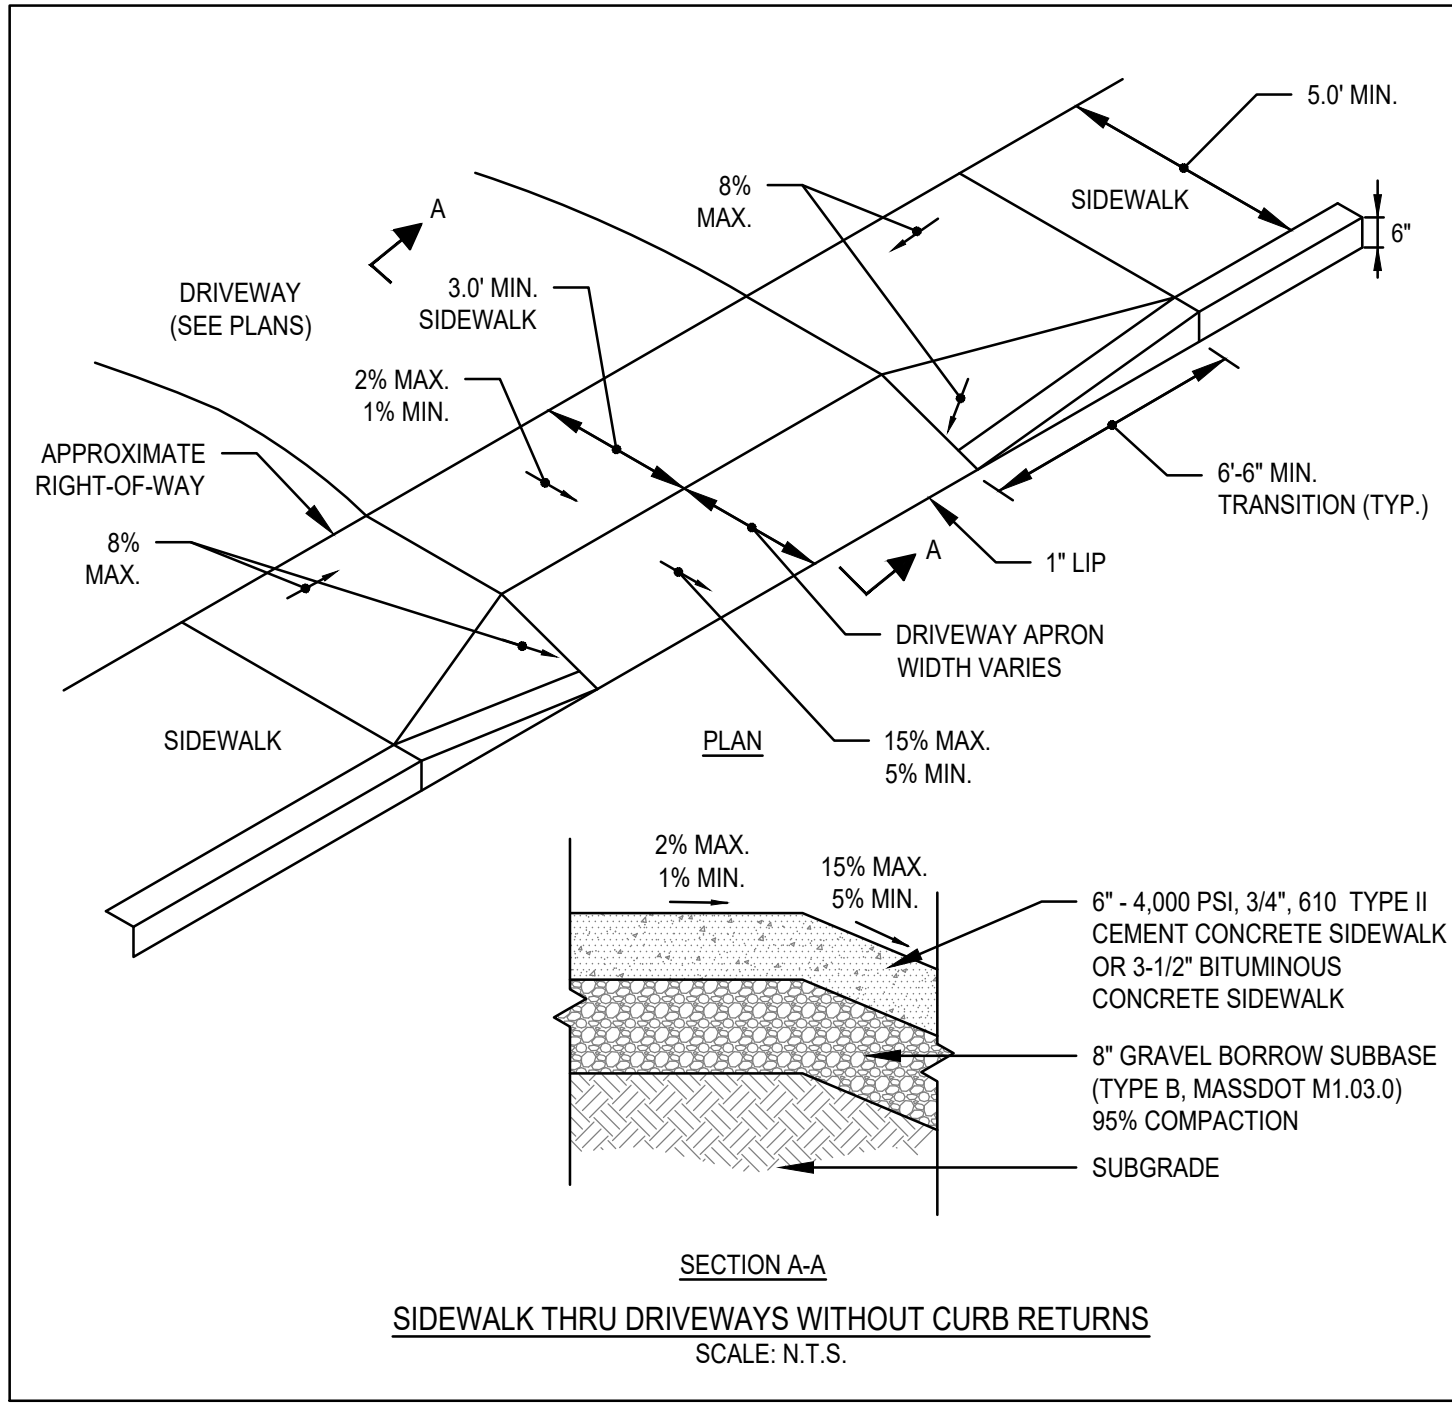 5.0' MIN.
8%
MAX.
SIDEWALK
6"
A
DRIVEWAY
(SEE PLANS)
3.0' MIN.
SIDEWALK
2% MAX.
1% MIN.
APPROXIMATE
RIGHT-OF-WAY
6'-6" MIN.
TRANSITION (TYP.)
8%
MAX.
A
1" LIP
DRIVEWAY APRON
WIDTH VARIES
SIDEWALK
PLAN
15% MAX.
5% MIN.
2% MAX.
1% MIN.
15% MAX.
5% MIN.
6" - 4,000 PSI, 3/4", 610 TYPE II
CEMENT CONCRETE SIDEWALK
OR 3-1/2" BITUMINOUS
CONCRETE SIDEWALK
8" GRAVEL BORROW SUBBASE
(TYPE B, MASSDOT M1.03.0)
95% COMPACTION
SUBGRADE
SECTION A-A
SIDEWALK THRU DRIVEWAYS WITHOUT CURB RETURNS
SCALE: N.T.S.